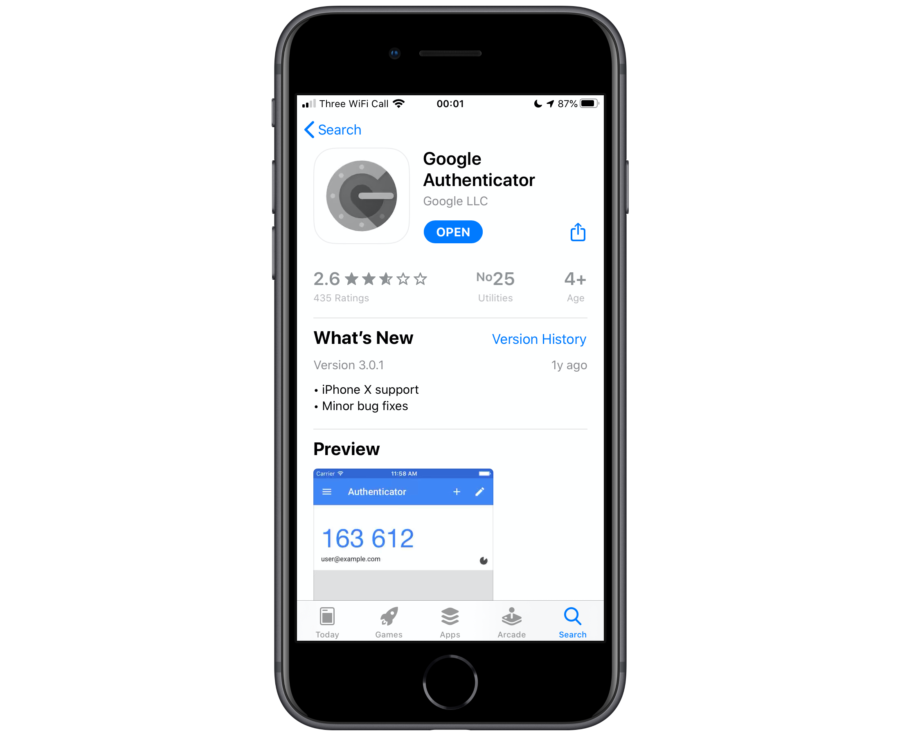 Three WiFi Call 00:01 87%
Search
Google
Authenticator
Google LLC
OPEN
2.6 No25 4+
435 Ratings Utilities Age
What's New Version History
Version 3.0.1 1y ago
• iPhone X support
• Minor bug fixes
Preview
Carrier 11:58 AM
Authenticator
163 612
user@example.com
Today Games Apps Arcade Search